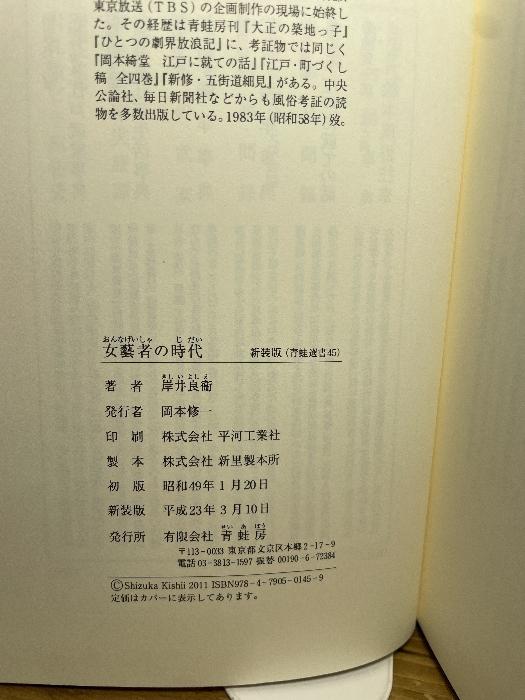 東京放送（ＴＢＳ）の企画制作の現場に終始し
た。その経歴は青蛙房刊『大正の築地っ子』
『ひとつの劇界放浪記』に、考証物では同じく
『岡本綺堂　江戸に就ての話』『江戸・町づくし
稿　全四巻』『新修・五街道細見』がある。中央
公論社、毎日新聞社などからも風俗考証の読
物を多数出版している。1983年（昭和58年）歿。
おんなげいしゃ　じだい
女藝者の時代　新装版（青蛙選書45）
きしい よしえ
著　者　岸井良衞
発行者　岡本修一
印　刷　株式会社 平河工業社
製　本　株式会社 新里製本所
初　版　昭和49年 1 月20日
新装版　平成23年 3 月10日
せい あ ぼう
発行所　有限会社 青蛙房
〒113-0033 東京都文京区本郷2-17-9
電話 03-3813-1597 振替 00190-6-72384
©Shizuka Kishii 2011 ISBN978-4-7905-0145-9
定価はカバーに表示してあります。